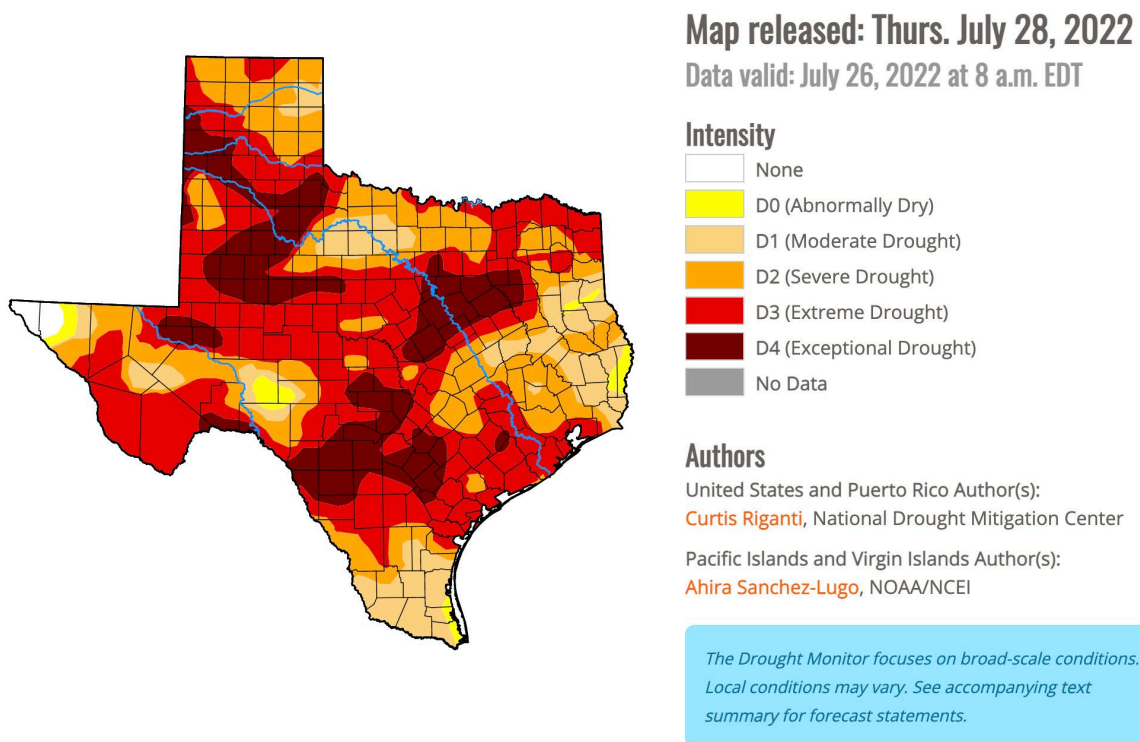 Map released: Thurs. July 28, 2022
Data valid: July 26, 2022 at 8 a.m. EDT
Intensity
None
D0 (Abnormally Dry)
D1 (Moderate Drought)
D2 (Severe Drought)
D3 (Extreme Drought)
D4 (Exceptional Drought)
No Data
Authors
United States and Puerto Rico Author(s):
Curtis Riganti, National Drought Mitigation Center
Pacific Islands and Virgin Islands Author(s):
Ahira Sanchez-Lugo, NOAA/NCEI
The Drought Monitor focuses on broad-scale conditions.
Local conditions may vary. See accompanying text
summary for forecast statements.